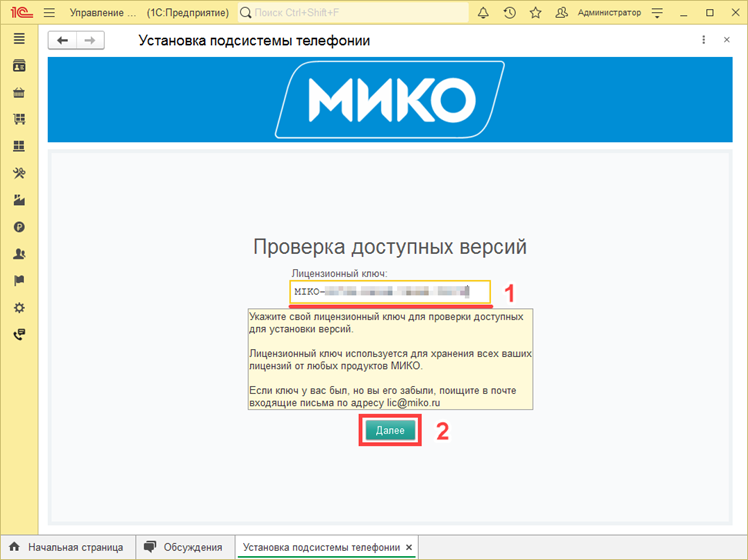 1С Управление ... (1С:Предприятие) Поиск Ctrl+Shift+F Администратор
Установка подсистемы телефонии
МИКО
Проверка доступных версий
Лицензионный ключ:
MIKO- 1
Укажите свой лицензионный ключ для проверки доступных
для установки версий.
Лицензионный ключ используется для хранения всех ваших
лицензий от любых продуктов МИКО.
Если ключ у вас был, но вы его забыли, поищите в почте
входящие письма по адресу lic@miko.ru
Далее 2
Начальная страница Обсуждения Установка подсистемы телефонии ×